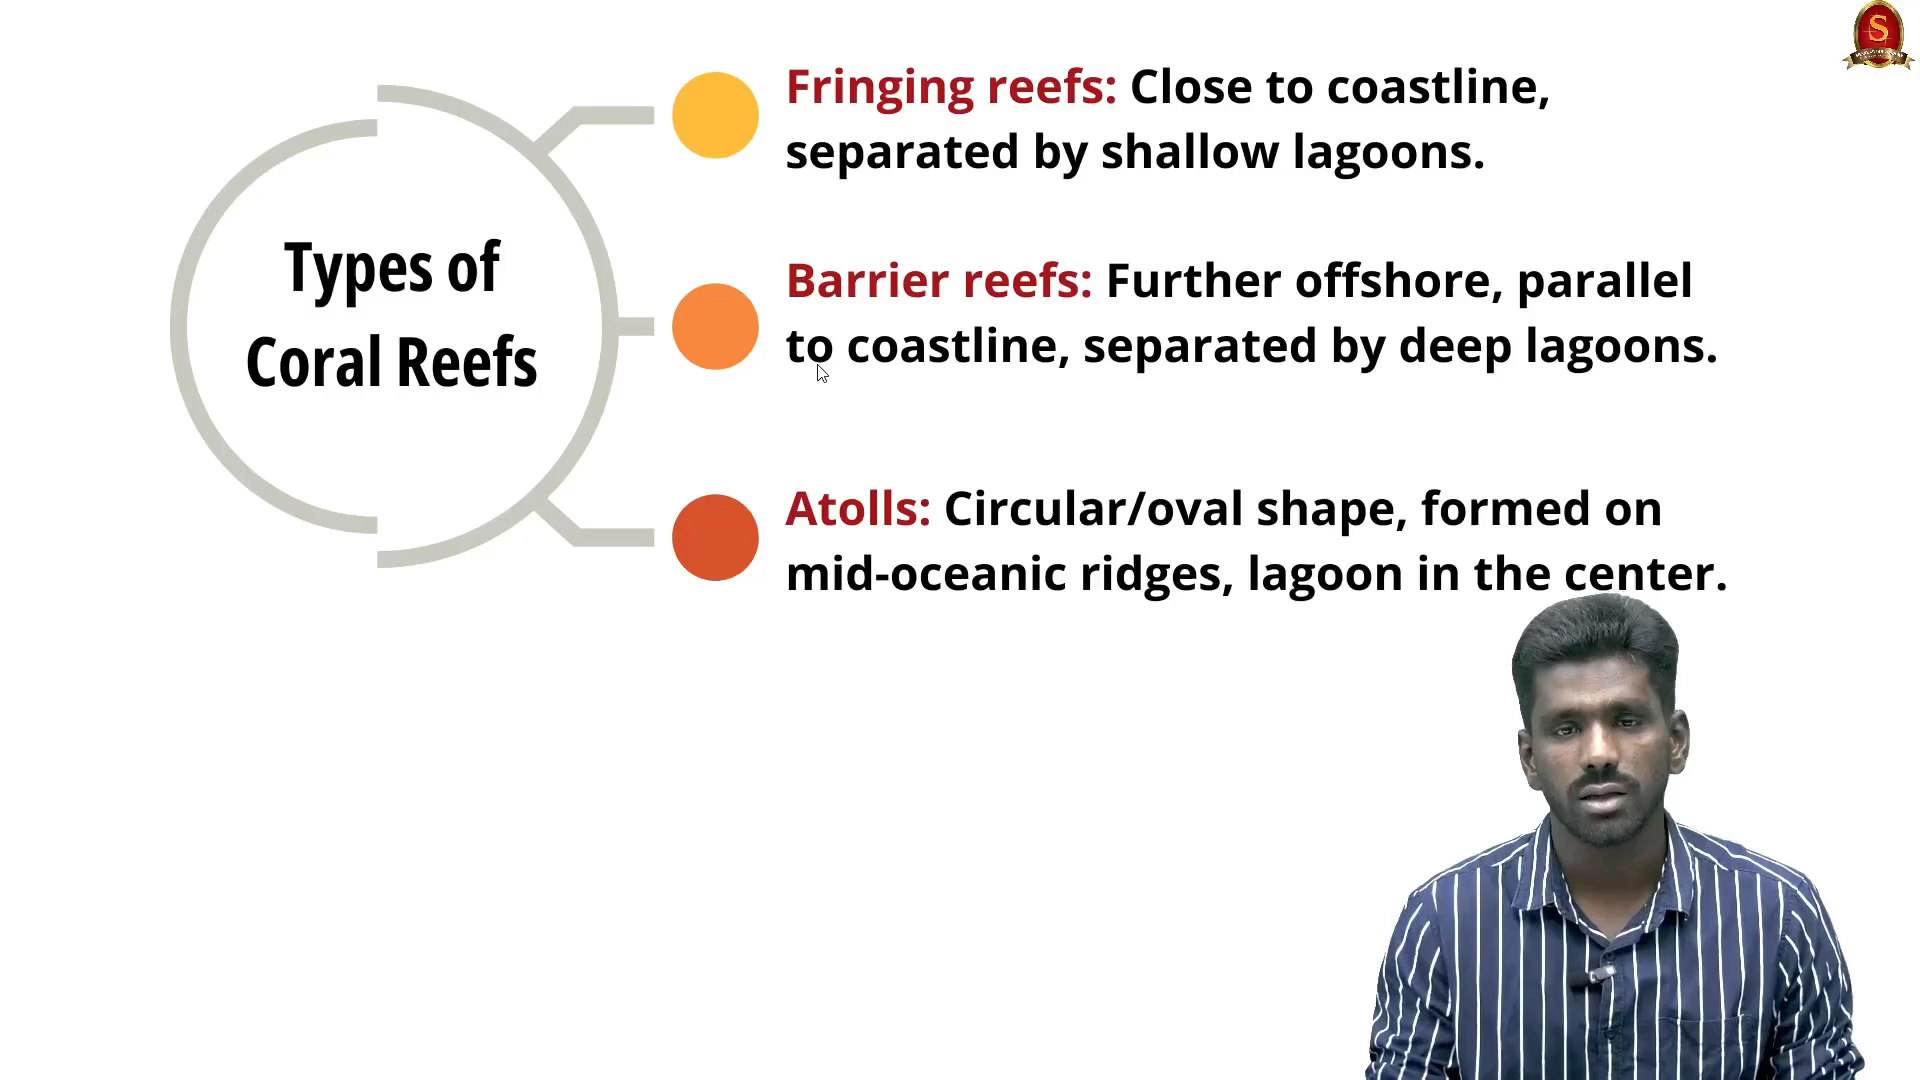 Types of
Coral Reefs
Fringing reefs: Close to coastline,
separated by shallow lagoons.
Barrier reefs: Further offshore, parallel
to coastline, separated by deep lagoons.
Atolls: Circular/oval shape, formed on
mid-oceanic ridges, lagoon in the center.
S